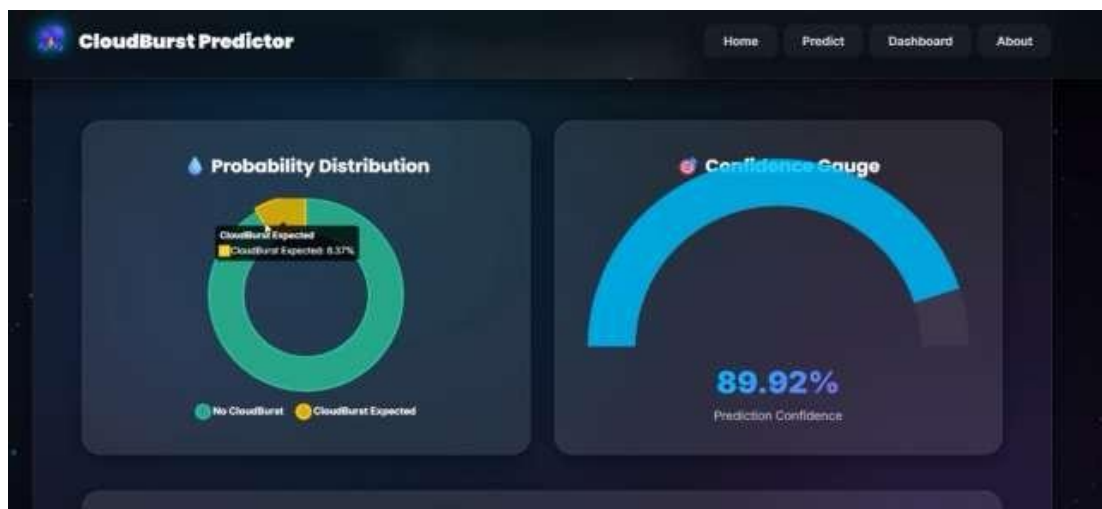 CloudBurst Predictor
Home
Predict
Dashboard
About
Probability Distribution
CloudBurst Expected
CloudBurst Expected: 8.37%
No CloudBurst
CloudBurst Expected
Confidence Gauge
89.92%
Prediction Confidence